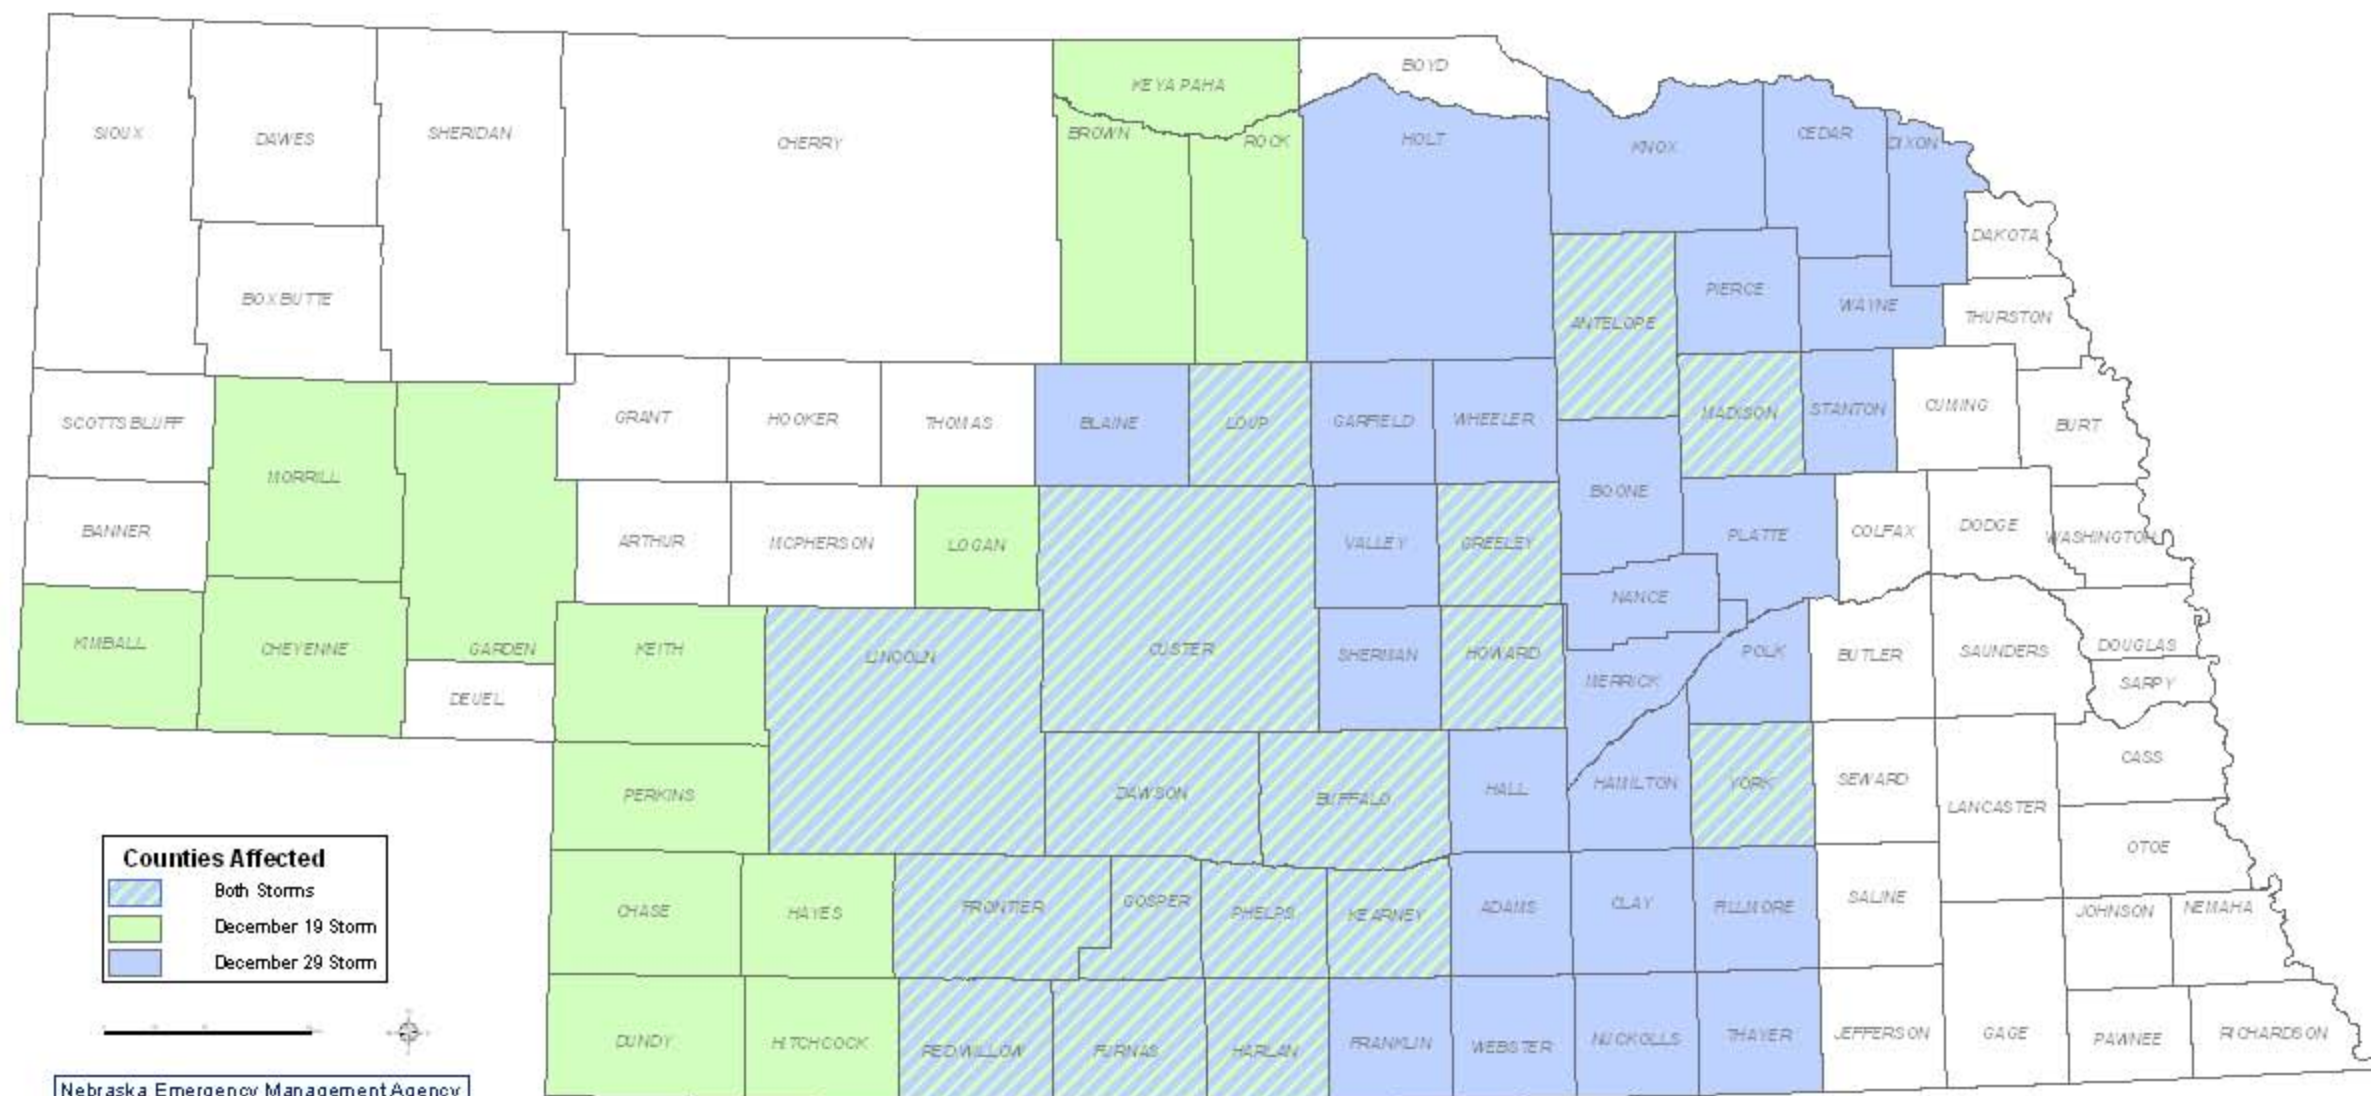 KEYA PAHA
BOYD
SIOUX
DAWES
SHERIDAN
CHERRY
BROWN
ROCK
HOLT
KNOX
CEDAR
DIXON
DAKOTA
BOX BUTTE
ANTELOPE
PIERCE
WAYNE
THURSTON
SCOTTS BLUFF
MORRILL
GRANT
HOOKER
THOMAS
BLAINE
LOUP
GARFIELD
WHEELER
MADISON
STANTON
CUMING
BURT
BANNER
ARTHUR
MCPHERSON
LOGAN
VALLEY
GREELEY
BOONE
PLATTE
COLFAX
DODGE
WASHINGTON
NANCE
KIMBALL
CHEYENNE
GARDEN
KEITH
LINCOLN
CUSTER
SHERMAN
HOWARD
MERRICK
POLK
BUTLER
SAUNDERS
DOUGLAS
SARPY
DEUEL
PERKINS
DAWSON
BUFFALO
HALL
HAMILTON
YORK
SEWARD
LANCASTER
CASS
OTOE
CHASE
HAYES
FRONTIER
GOSPER
PHELPS
KEARNEY
ADAMS
CLAY
FILLMORE
SALINE
JOHNSON
NEMAHA
DUNDY
HITCHCOCK
RED WILLOW
FURNAS
HARLAN
FRANKLIN
WEBSTER
NUCKOLLS
THAYER
JEFFERSON
GAGE
PAWNEE
RICHARDSON
Counties Affected
Both Storms
December 19 Storm
December 29 Storm
Nebraska Emergency Management Agency